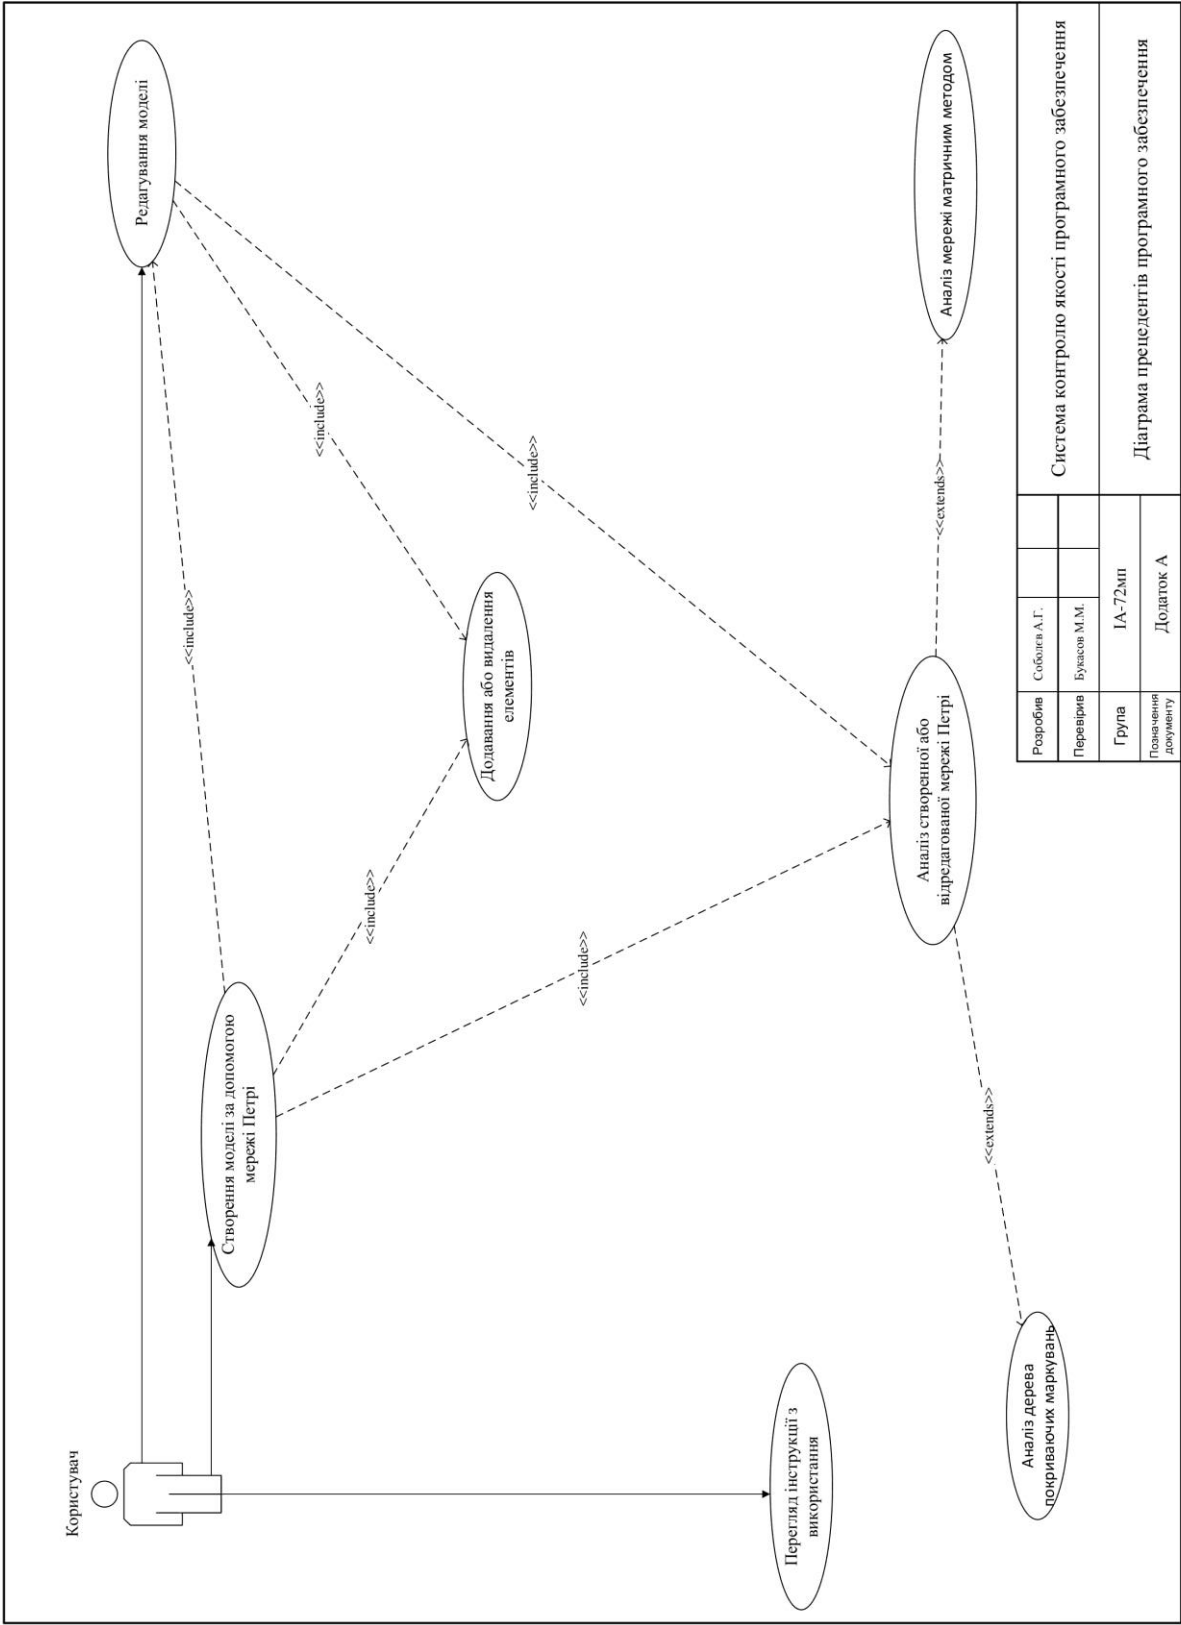 Користувач
Редагування моделі
<<include>>
Створення моделі за допомогою
мережі Петрі
<<include>>
<<include>>
Додавання або видалення
елементів
<<include>>
<<include>>
Перегляд інструкції з
використання
Аналіз створенної або
відредагованої мережі Петрі
<<extends>>
Аналіз мережі матричним методом
<<extends>>
Аналіз дерева
покриваючих маркувань
Розробив
Соболєв А.Г.
Система контролю якості програмного забезпечення
Перевірив
Букасов М.М.
Група
ІА-72мп
Діаграма прецедентів програмного забезпечення
Позначення
документу
Додаток А